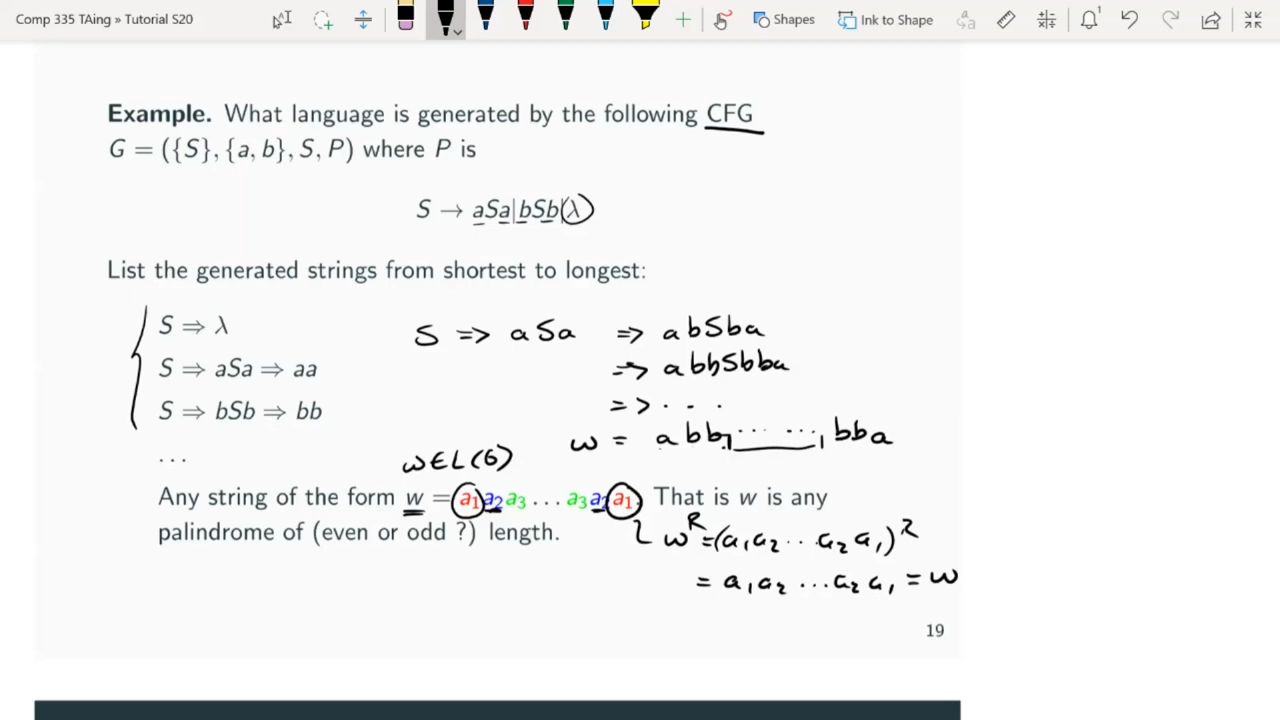 Comp 335 TAing » Tutorial S20
Shapes
Ink to Shape
Example. What language is generated by the following CFG
G = ({S}, {a, b}, S, P) where P is
S → aSa|bSb|λ
List the generated strings from shortest to longest:
S ⇒ λ
S ⇒ aSa ⇒ aa
S ⇒ bSb ⇒ bb
...
S => aSa => abSba
=> abbSbba
=> ...
w = abb, ... ..., bba
w∈L(G)
Any string of the form w = a₁a₂a₃ ... a₃a₂a₁. That is w is any
palindrome of (even or odd ?) length.
w^R = (a₁a₂ ... a₂a₁)^R
= a₁a₂ ... a₂a₁ = w
19